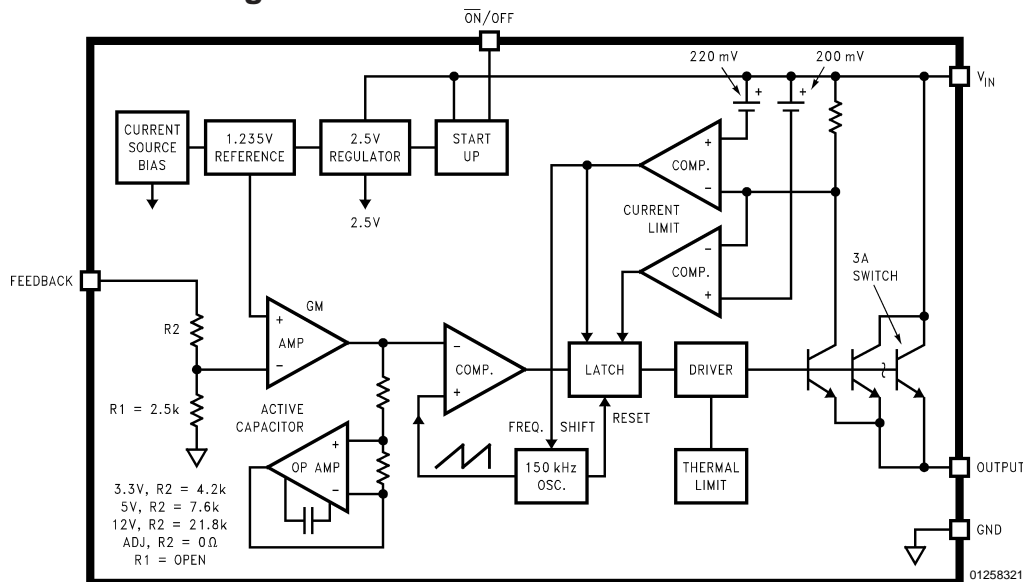 ON/OFF
220 mV
200 mV
VIN
CURRENT
SOURCE
BIAS
1.235V
REFERENCE
2.5V
REGULATOR
START
UP
2.5V
+
+
+
COMP.
−
CURRENT
LIMIT
−
COMP.
+
3A
SWITCH
FEEDBACK
R2
R1 = 2.5k
GM
+
AMP
−
−
COMP.
+
LATCH
DRIVER
ACTIVE
CAPACITOR
+
OP AMP
−
FREQ. SHIFT
RESET
150 kHz
OSC.
THERMAL
LIMIT
OUTPUT
GND
3.3V, R2 = 4.2k
5V, R2 = 7.6k
12V, R2 = 21.8k
ADJ, R2 = 0Ω
R1 = OPEN
01258321